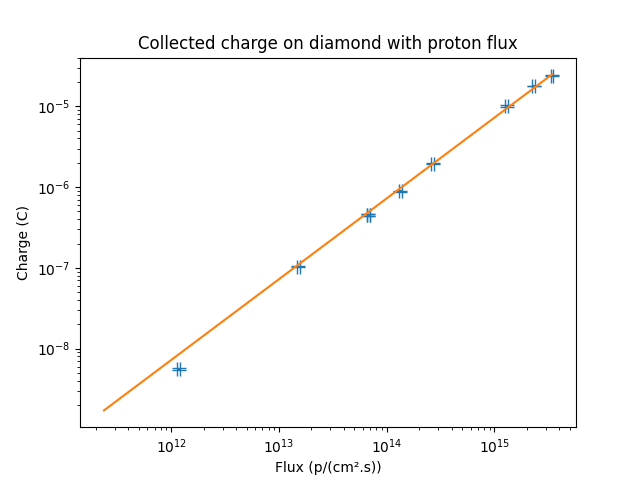 Collected charge on diamond with proton flux
Charge (C)
10⁻⁵
10⁻⁶
10⁻⁷
10⁻⁸
10¹²
10¹³
10¹⁴
10¹⁵
Flux (p/(cm².s))